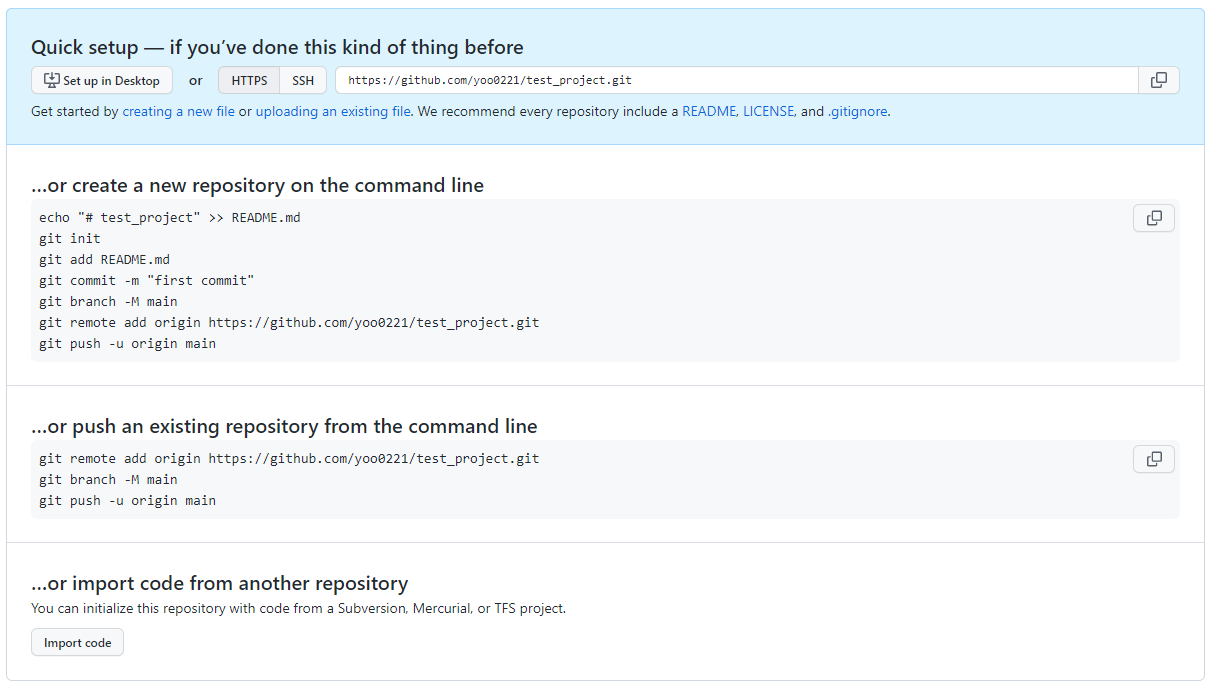 Quick setup — if you’ve done this kind of thing before
Set up in Desktop or HTTPS SSH https://github.com/yoo0221/test_project.git
Get started by creating a new file or uploading an existing file. We recommend every repository include a README, LICENSE, and .gitignore.
…or create a new repository on the command line
echo "# test_project" >> README.md
git init
git add README.md
git commit -m "first commit"
git branch -M main
git remote add origin https://github.com/yoo0221/test_project.git
git push -u origin main
…or push an existing repository from the command line
git remote add origin https://github.com/yoo0221/test_project.git
git branch -M main
git push -u origin main
…or import code from another repository
You can initialize this repository with code from a Subversion, Mercurial, or TFS project.
Import code